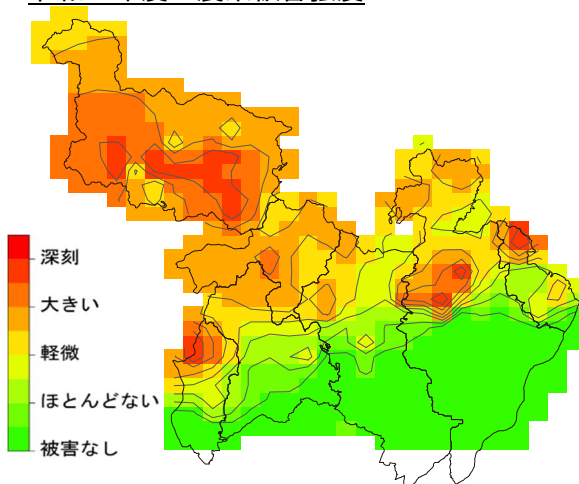 深刻
大きい
軽微
ほとんどない
被害なし